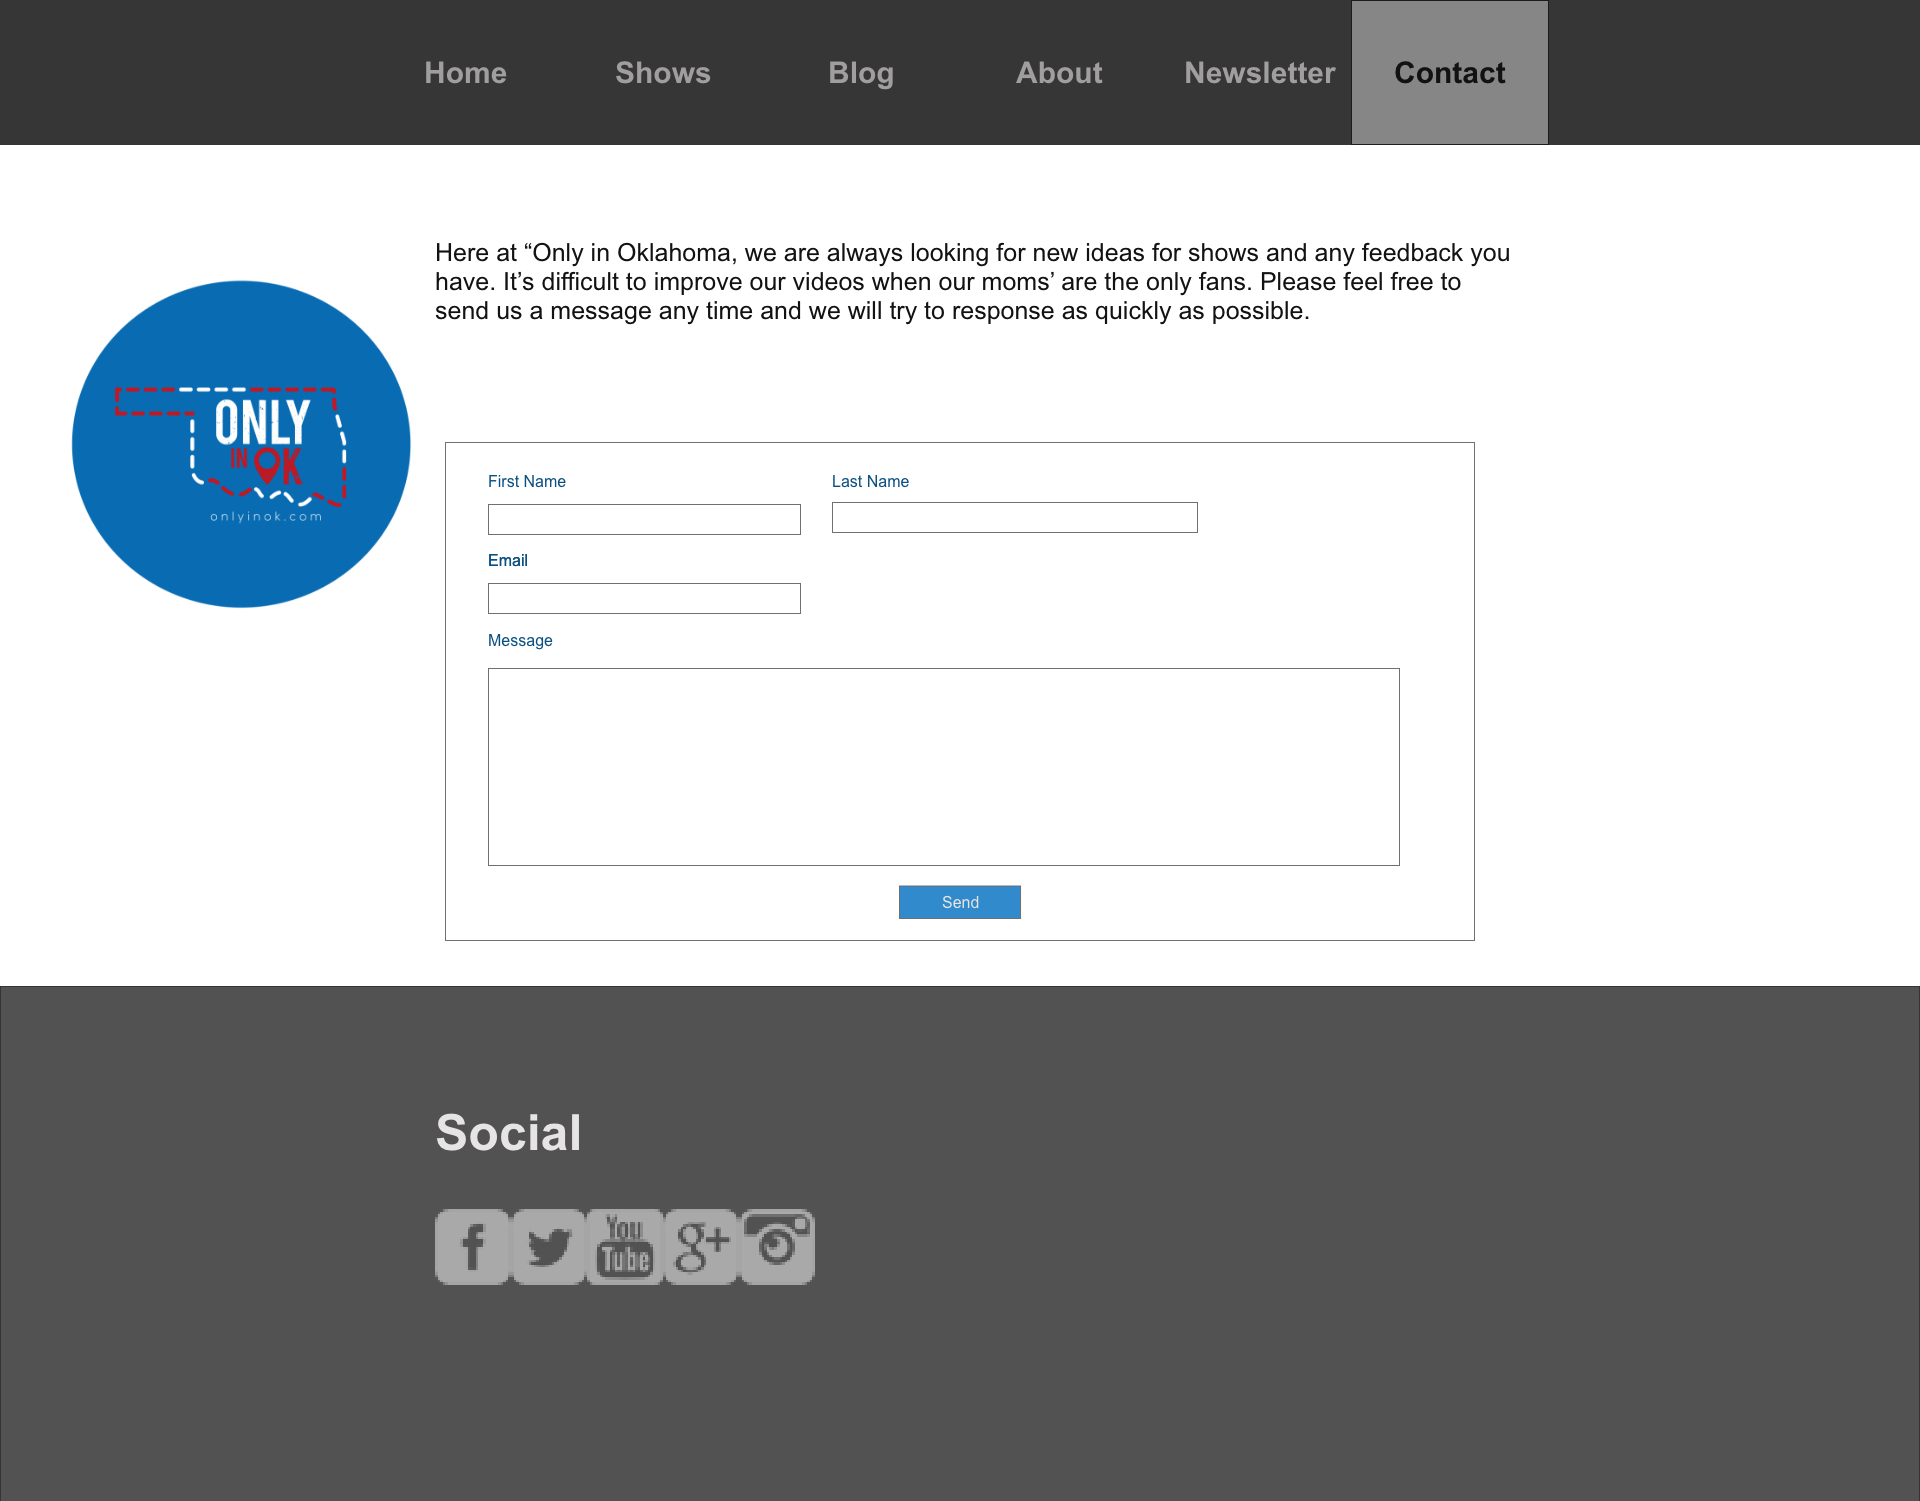 Home Shows Blog About Newsletter Contact
Here at “Only in Oklahoma, we are always looking for new ideas for shows and any feedback you
have. It’s difficult to improve our videos when our moms’ are the only fans. Please feel free to
send us a message any time and we will try to response as quickly as possible.
ONLY
IN OK
onlyinok.com
First Name Last Name
Email
Message
Send
Social
f You Tube g+